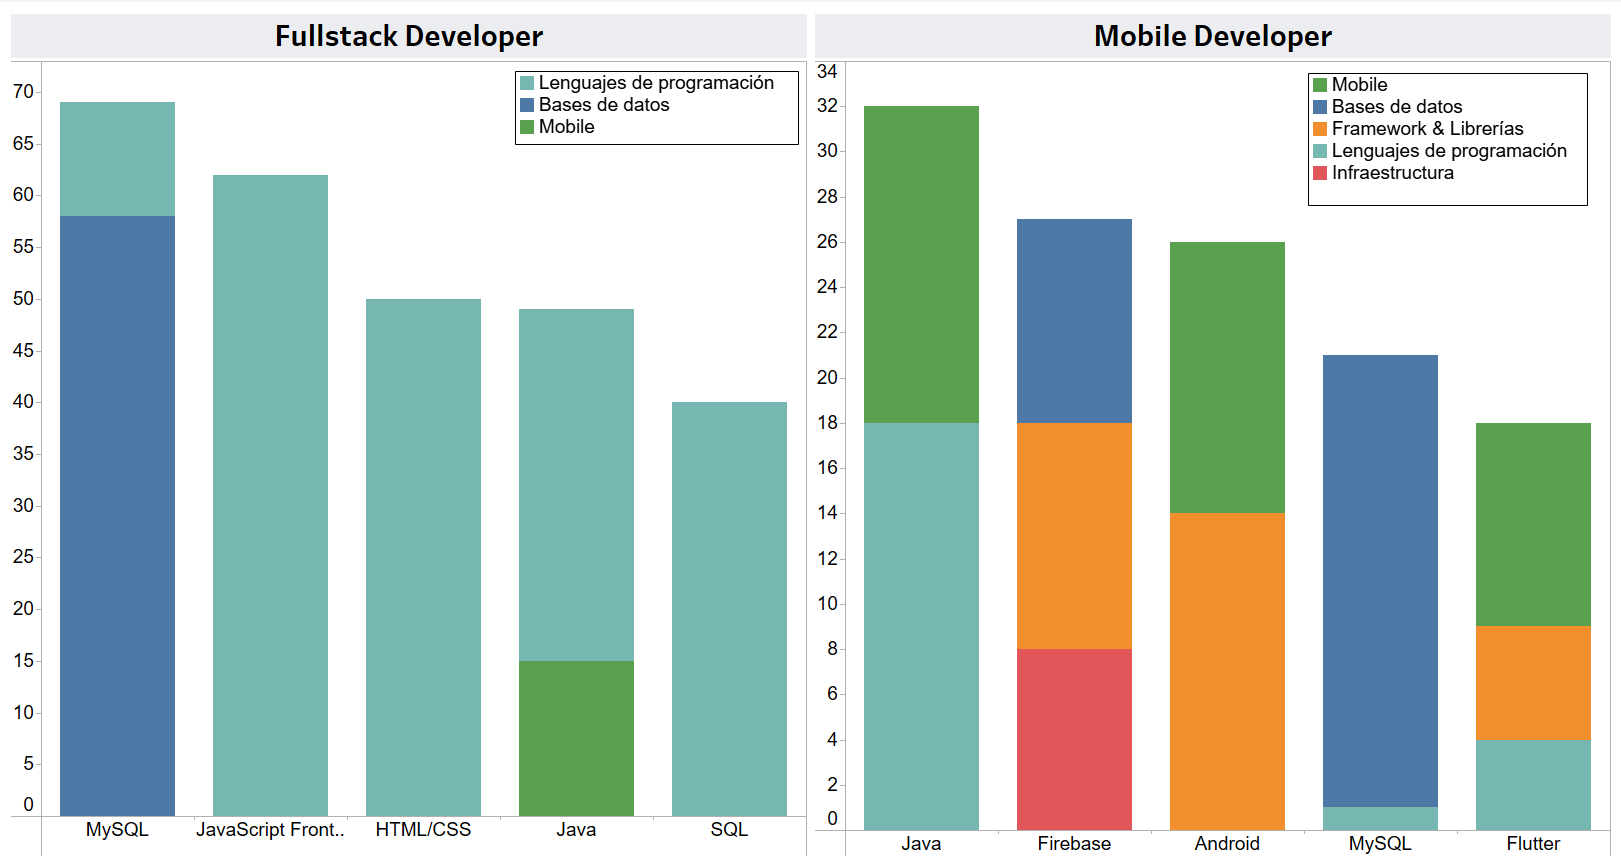 Fullstack Developer
Lenguajes de programación
Bases de datos
Mobile
70
65
60
55
50
45
40
35
30
25
20
15
10
5
0
MySQL
JavaScript Front..
HTML/CSS
Java
SQL
Mobile Developer
Mobile
Bases de datos
Framework & Librerías
Lenguajes de programación
Infraestructura
34
32
30
28
26
24
22
20
18
16
14
12
10
8
6
4
2
0
Java
Firebase
Android
MySQL
Flutter